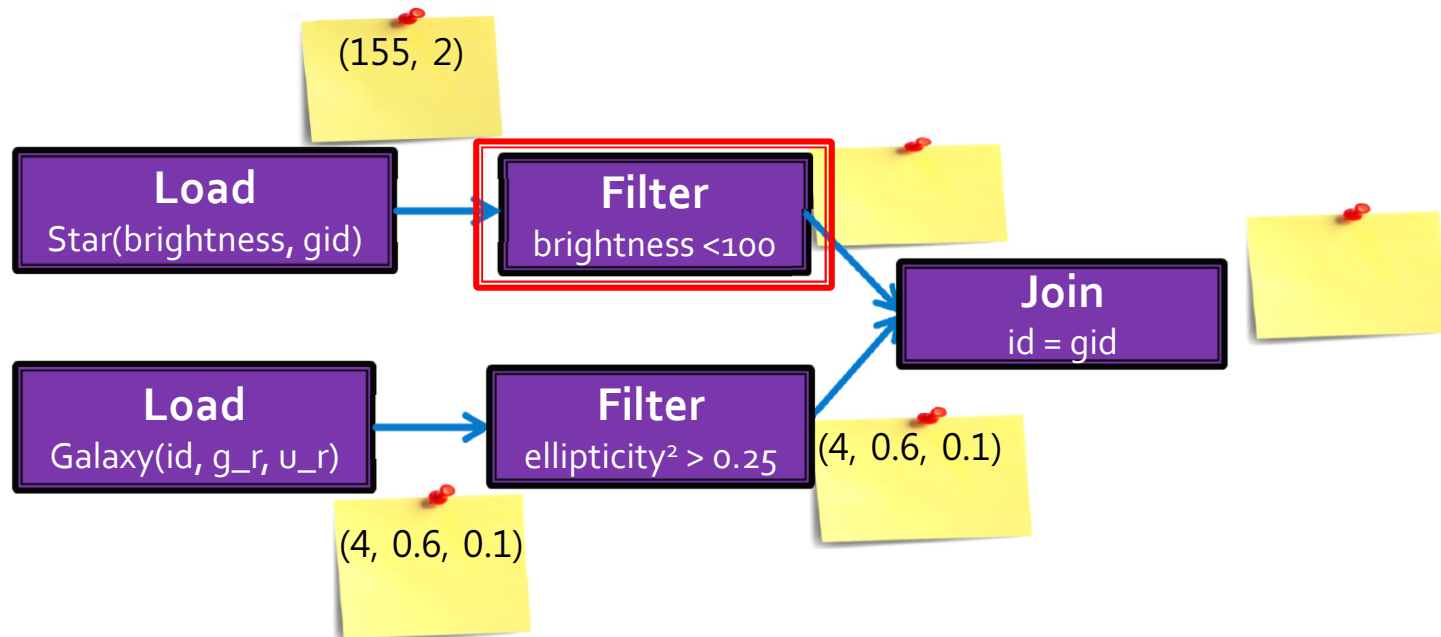 (155, 2)
Load
Star(brightness, gid)
Filter
brightness <100
Join
id = gid
Load
Galaxy(id, g_r, u_r)
Filter
ellipticity² > 0.25
(4, 0.6, 0.1)
(4, 0.6, 0.1)